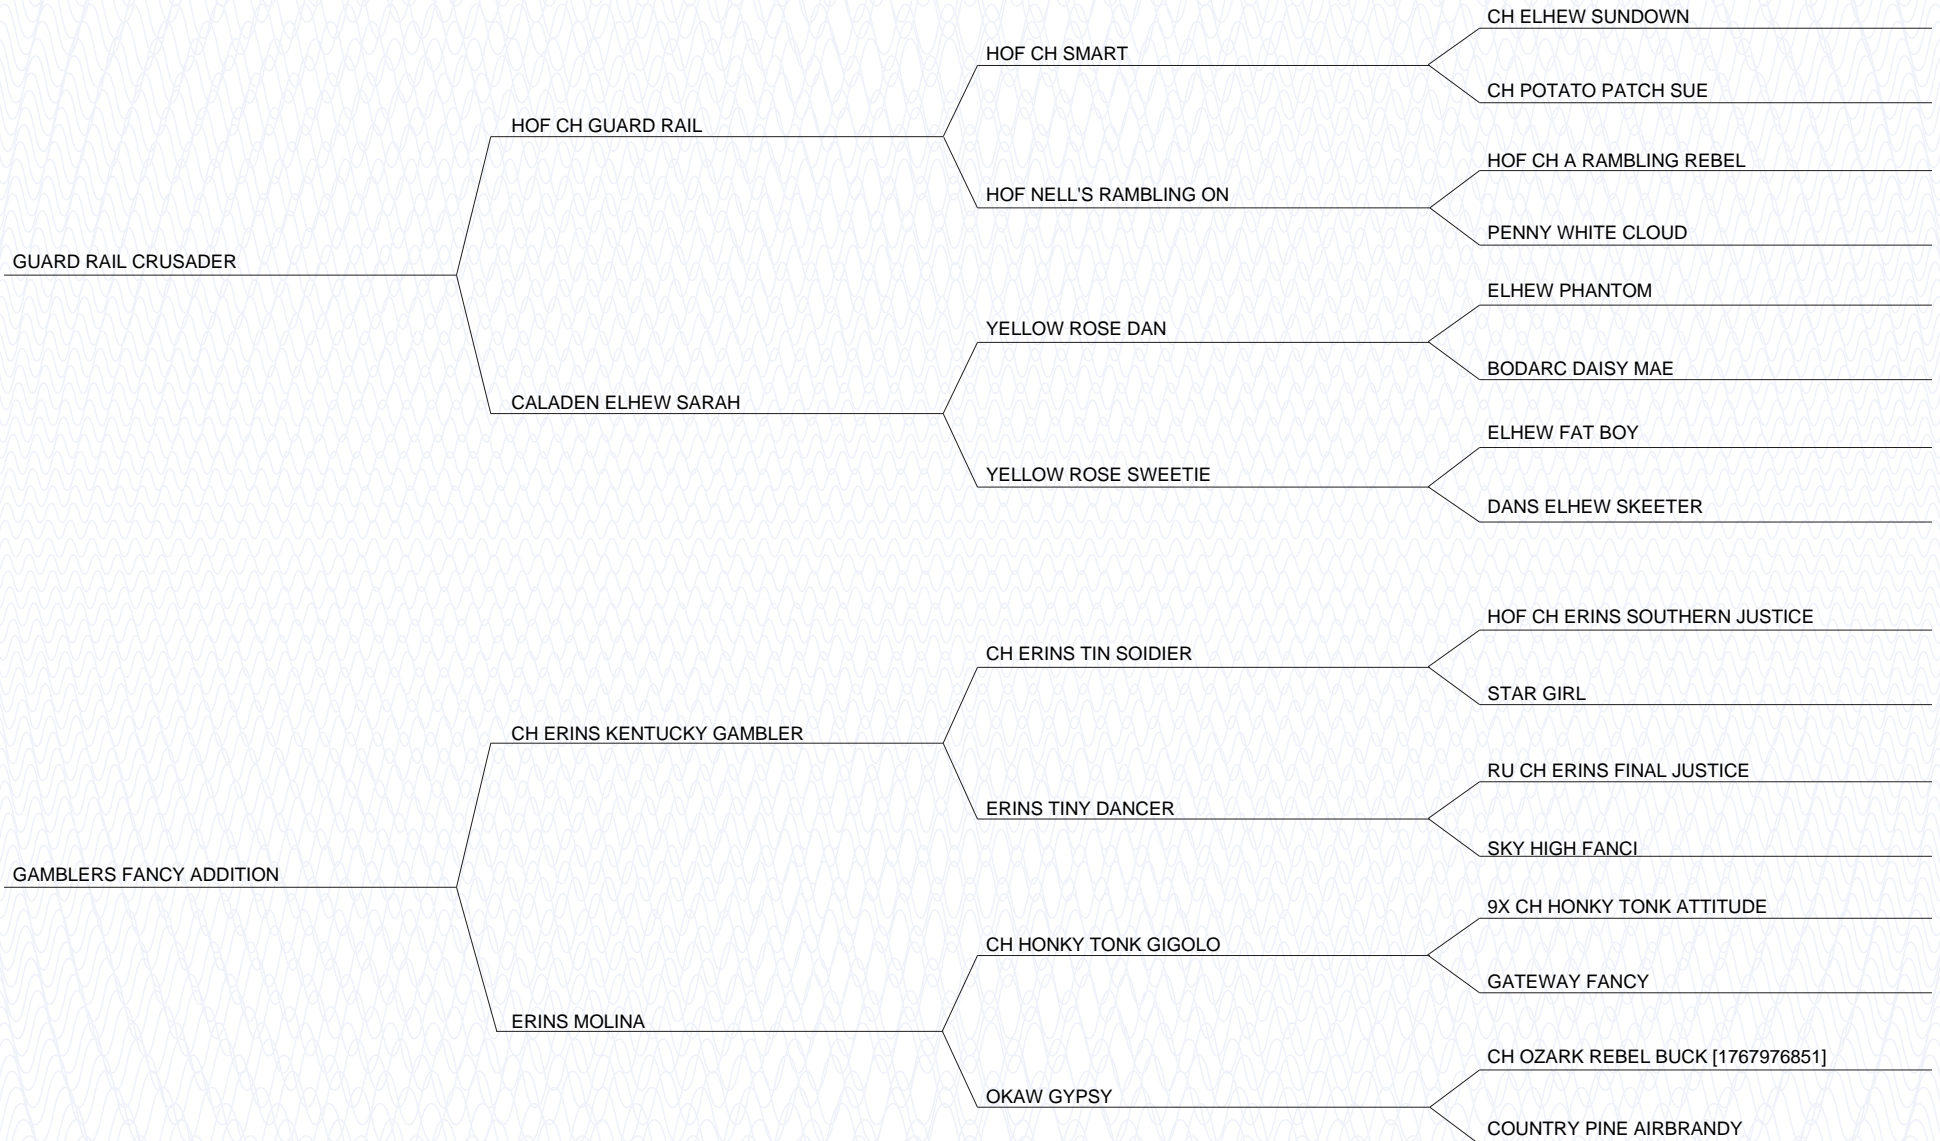 CH ELHEW SUNDOWN
HOF CH SMART
CH POTATO PATCH SUE
HOF CH GUARD RAIL
HOF CH A RAMBLING REBEL
HOF NELL'S RAMBLING ON
PENNY WHITE CLOUD
GUARD RAIL CRUSADER
ELHEW PHANTOM
YELLOW ROSE DAN
BODARC DAISY MAE
CALADEN ELHEW SARAH
ELHEW FAT BOY
YELLOW ROSE SWEETIE
DANS ELHEW SKEETER
HOF CH ERINS SOUTHERN JUSTICE
CH ERINS TIN SOIDIER
STAR GIRL
CH ERINS KENTUCKY GAMBLER
RU CH ERINS FINAL JUSTICE
ERINS TINY DANCER
SKY HIGH FANCI
GAMBLERS FANCY ADDITION
9X CH HONKY TONK ATTITUDE
CH HONKY TONK GIGOLO
GATEWAY FANCY
ERINS MOLINA
CH OZARK REBEL BUCK [1767976851]
OKAW GYPSY
COUNTRY PINE AIRBRANDY